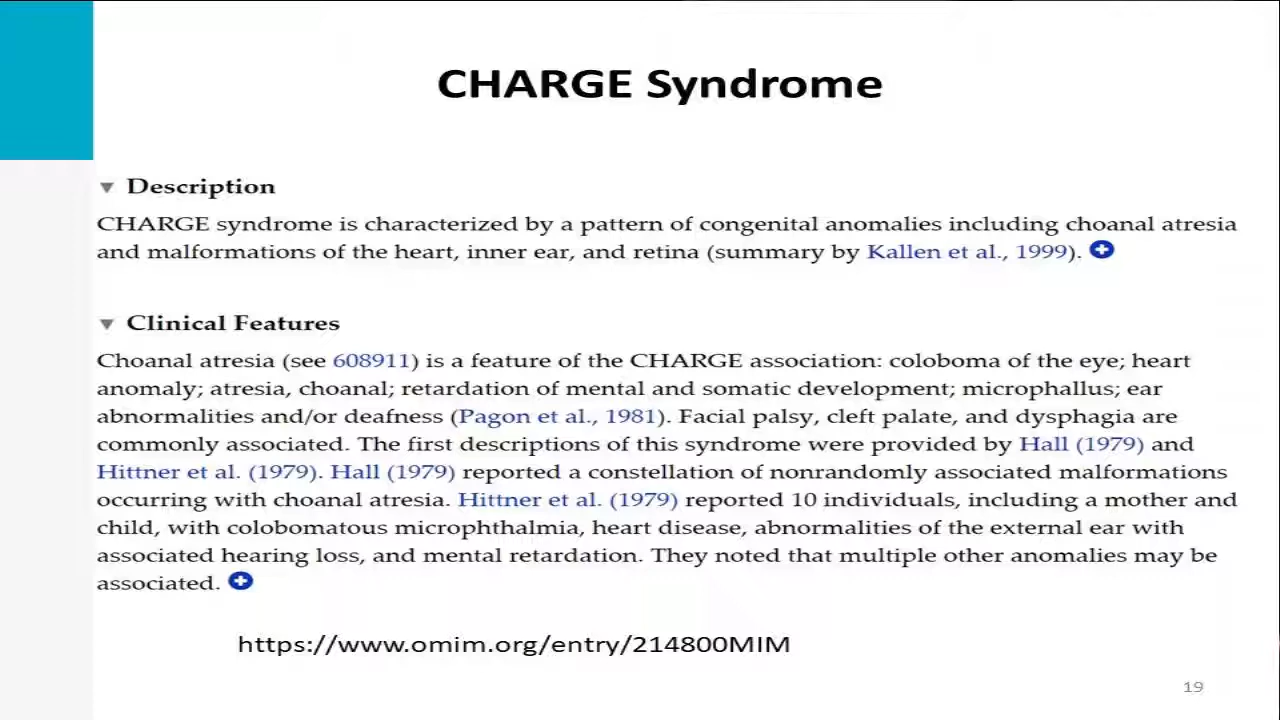 CHARGE Syndrome
Description
CHARGE syndrome is characterized by a pattern of congenital anomalies including choanal atresia
and malformations of the heart, inner ear, and retina (summary by Kallen et al., 1999).
Clinical Features
Choanal atresia (see 608911) is a feature of the CHARGE association: coloboma of the eye; heart
anomaly; atresia, choanal; retardation of mental and somatic development; microphallus; ear
abnormalities and/or deafness (Pagon et al., 1981). Facial palsy, cleft palate, and dysphagia are
commonly associated. The first descriptions of this syndrome were provided by Hall (1979) and
Hittner et al. (1979). Hall (1979) reported a constellation of nonrandomly associated malformations
occurring with choanal atresia. Hittner et al. (1979) reported 10 individuals, including a mother and
child, with colobomatous microphthalmia, heart disease, abnormalities of the external ear with
associated hearing loss, and mental retardation. They noted that multiple other anomalies may be
associated.
https://www.omim.org/entry/214800MIM
19